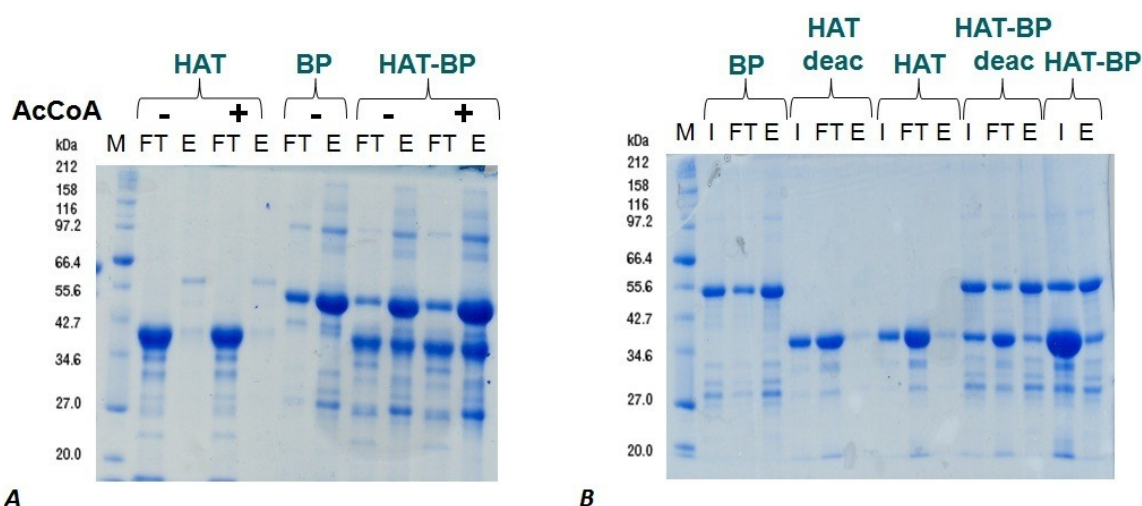 HAT BP HAT-BP
AcCoA - + - - +
kDa M FT E FT E FT E FT E FT E
212
158
116
97.2
66.4
55.6
42.7
34.6
27.0
20.0
A
HAT HAT-BP
BP deac HAT deac HAT-BP
kDa M I FT E I FT E I FT E I FT E I E
212
158
116
97.2
66.4
55.6
42.7
34.6
27.0
20.0
B